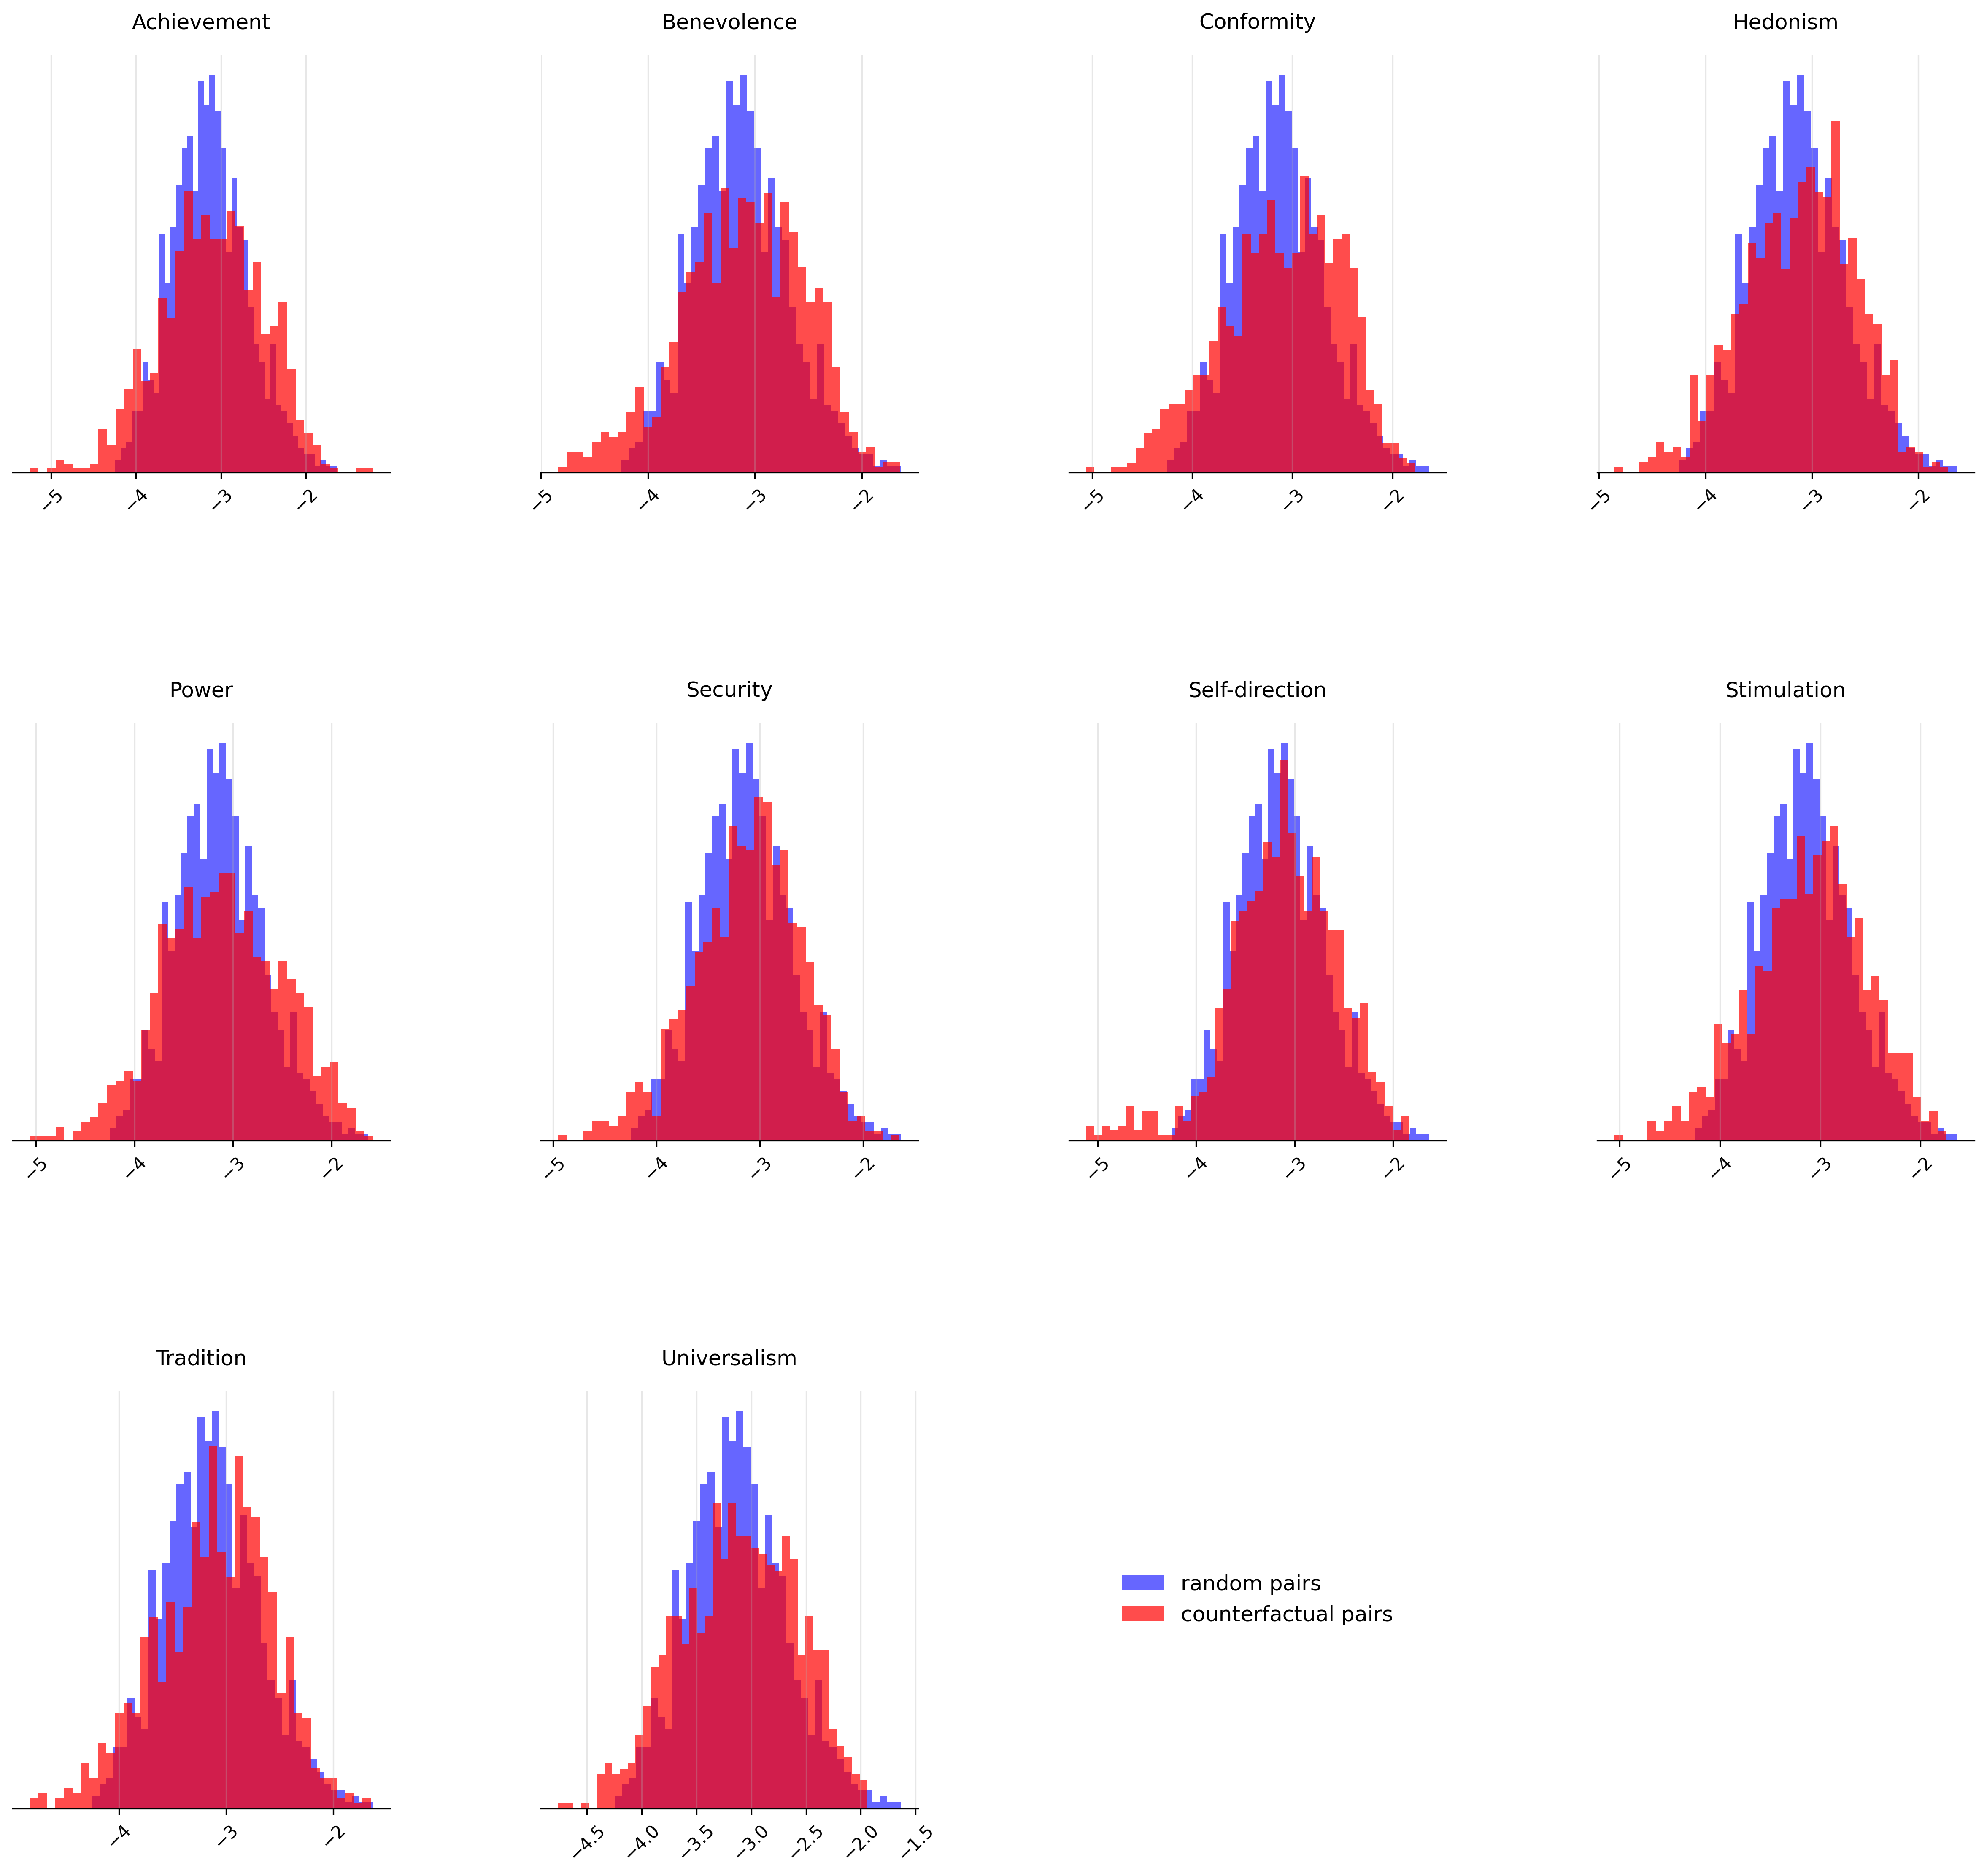 Achievement Benevolence Conformity Hedonism
−5 −4 −3 −2 −5 −4 −3 −2 −5 −4 −3 −2 −5 −4 −3 −2
Power Security Self-direction Stimulation
−5 −4 −3 −2 −5 −4 −3 −2 −5 −4 −3 −2 −5 −4 −3 −2
Tradition Universalism
random pairs
counterfactual pairs
−4 −3 −2 −4.5 −4.0 −3.5 −3.0 −2.5 −2.0 −1.5